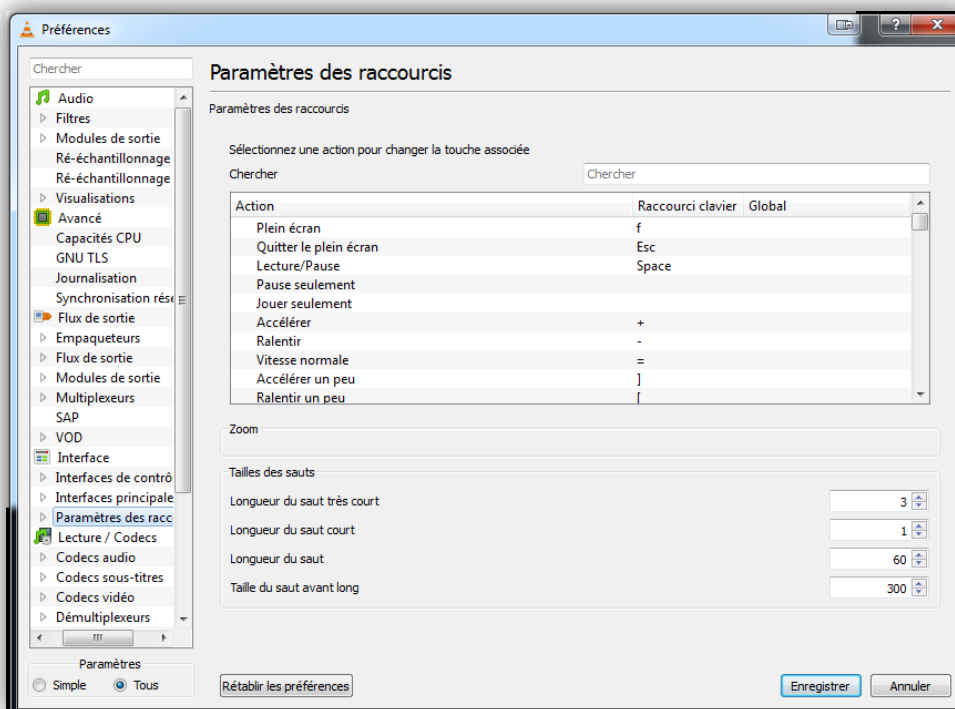 Préférences
Chercher
Audio
Filtres
Modules de sortie
Ré-échantillonnage
Ré-échantillonnage
Visualisations
Avancé
Capacités CPU
GNU TLS
Journalisation
Synchronisation rése
Flux de sortie
Empaqueteurs
Flux de sortie
Modules de sortie
Multiplexeurs
SAP
VOD
Interface
Interfaces de contrô
Interfaces principale
Paramètres des racc
Lecture / Codecs
Codecs audio
Codecs sous-titres
Codecs vidéo
Démultiplexeurs
Paramètres
Simple Tous
Paramètres des raccourcis
Paramètres des raccourcis
Sélectionnez une action pour changer la touche associée
Chercher Chercher
Action Raccourci clavier Global
Plein écran f
Quitter le plein écran Esc
Lecture/Pause Space
Pause seulement
Jouer seulement
Accélérer +
Ralentir -
Vitesse normale =
Accélérer un peu ]
Ralentir un peu [
Zoom
Tailles des sauts
Longueur du saut très court 3
Longueur du saut court 1
Longueur du saut 60
Taille du saut avant long 300
Rétablir les préférences Enregistrer Annuler